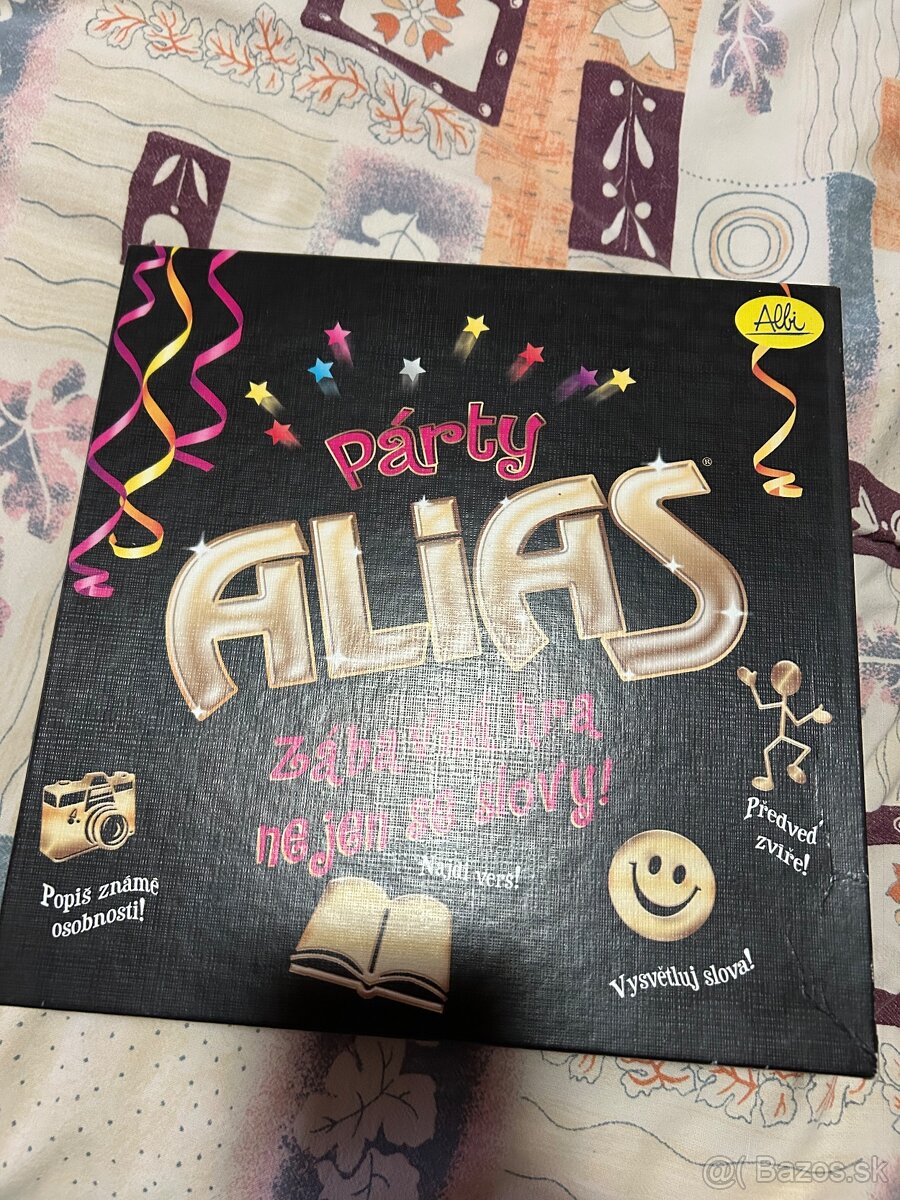 Albi
Párty
ALiAS®
Zábavná hra
nejen se slovy!
Předveď
zvíře!
Najdi verš!
Popiš známé
osobnosti!
Vysvětluj slova!
@( Bazos.sk